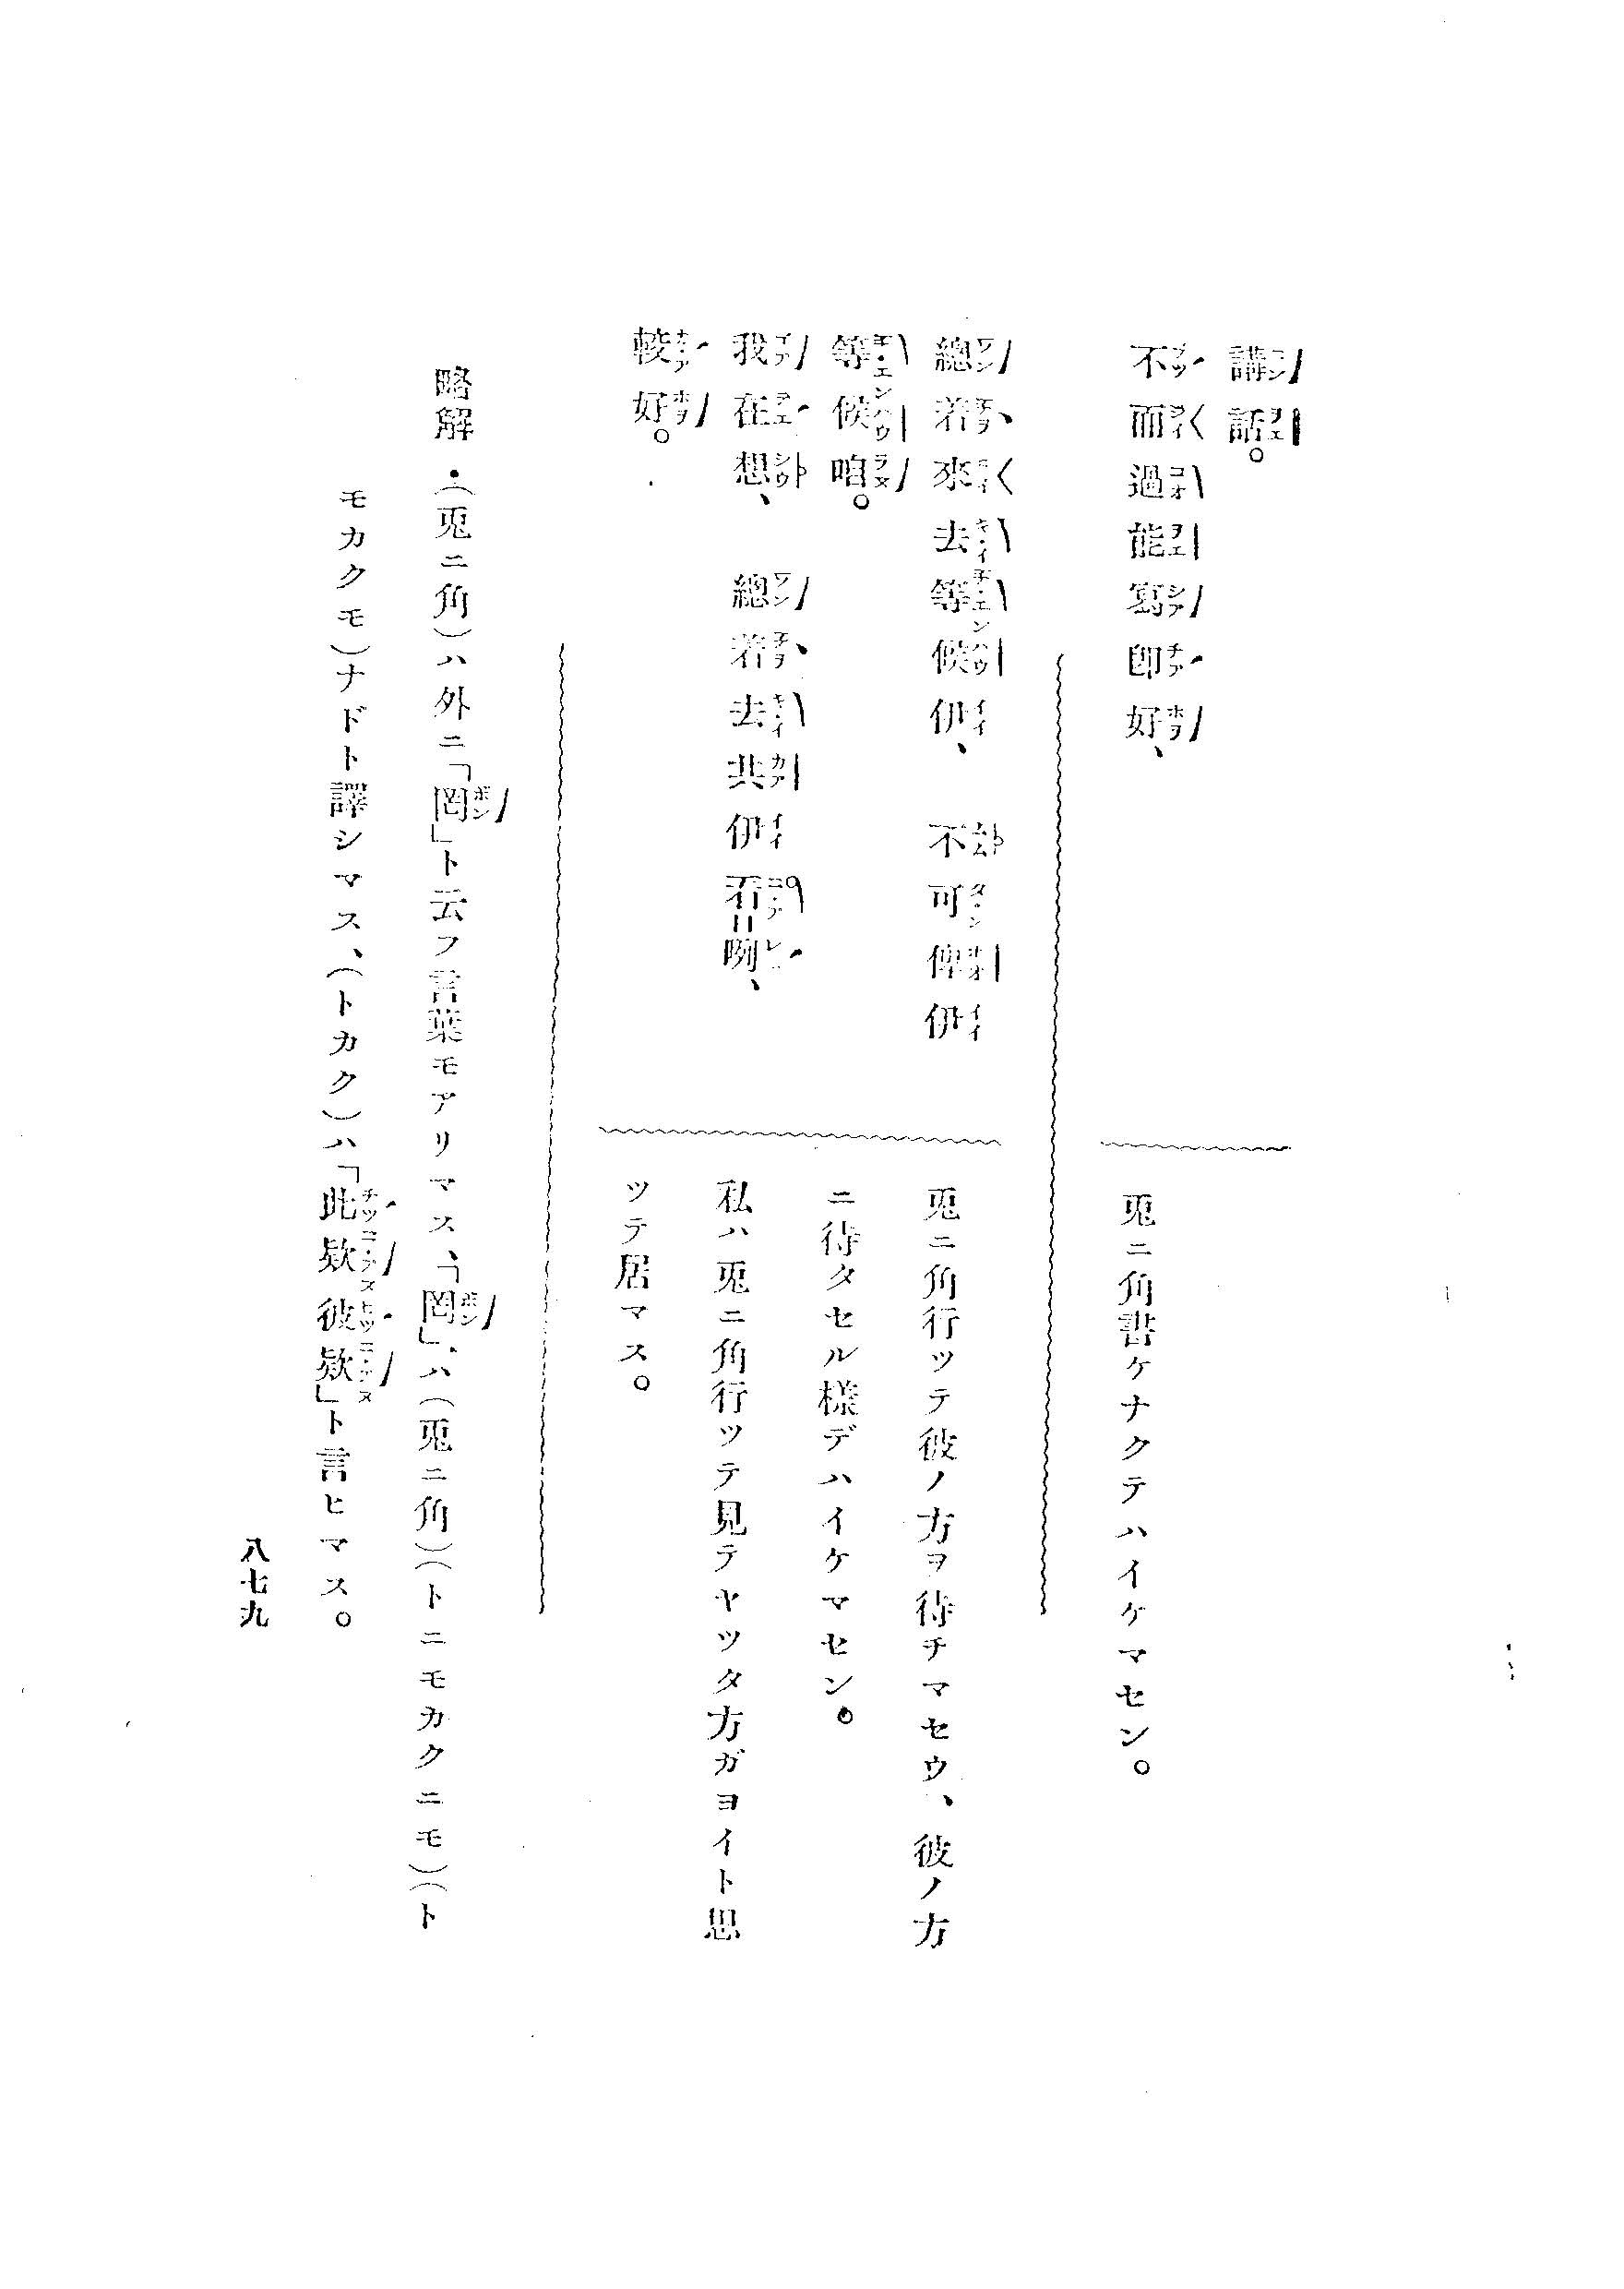 講話。
不而過能寫即好、
兎ニ角書ケナクテハイケマセン。
總若來去等候伊、不可俾伊
等候咱。
兎ニ角行ツテ彼ノ方ヲ待チマセウ、彼ノ方
ニ待タセル樣デハイケマセン。
我在想、總若去共伊看＝啊、
較好。
私ハ兎ニ角行ツテ見テヤツタ方ガヨイト思
ツテ居マス。
略解・（兎ニ角）ハ外ニ「罔」ト云フ言葉モアリマス、「罔」ハ（兎ニ角）（トニモカクニモ）（ト
モカクモ）ナドト譯シマス、（トカク）ハ「此欵彼欵」ト言ヒマス。
八七九